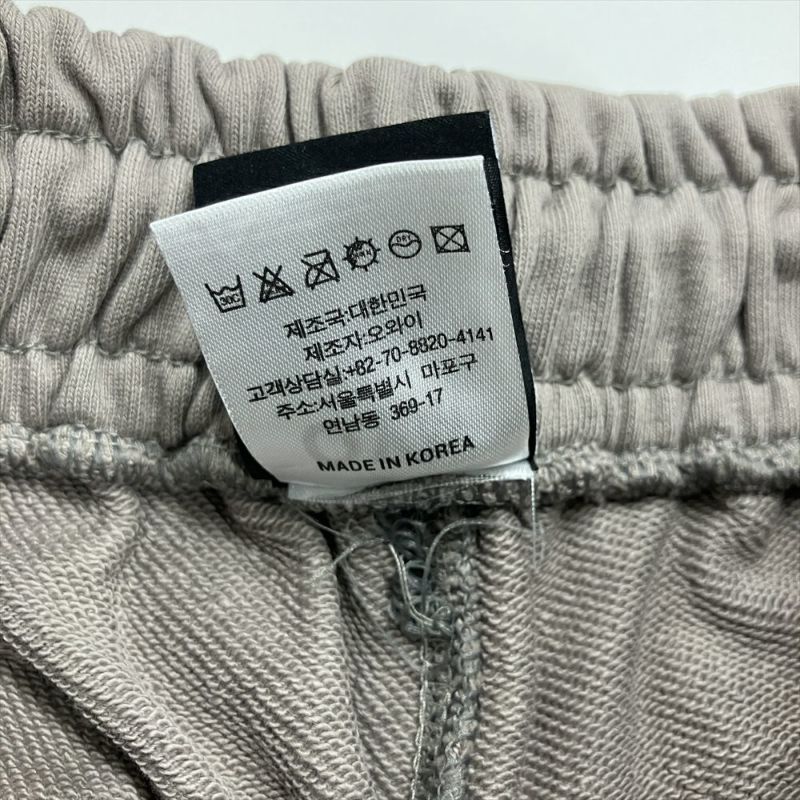 30C DRY
제조국:대한민국
제조자:오와이
고객상담실:+82-70-8820-4141
주소:서울특별시 마포구
연남동 369-17
MADE IN KOREA